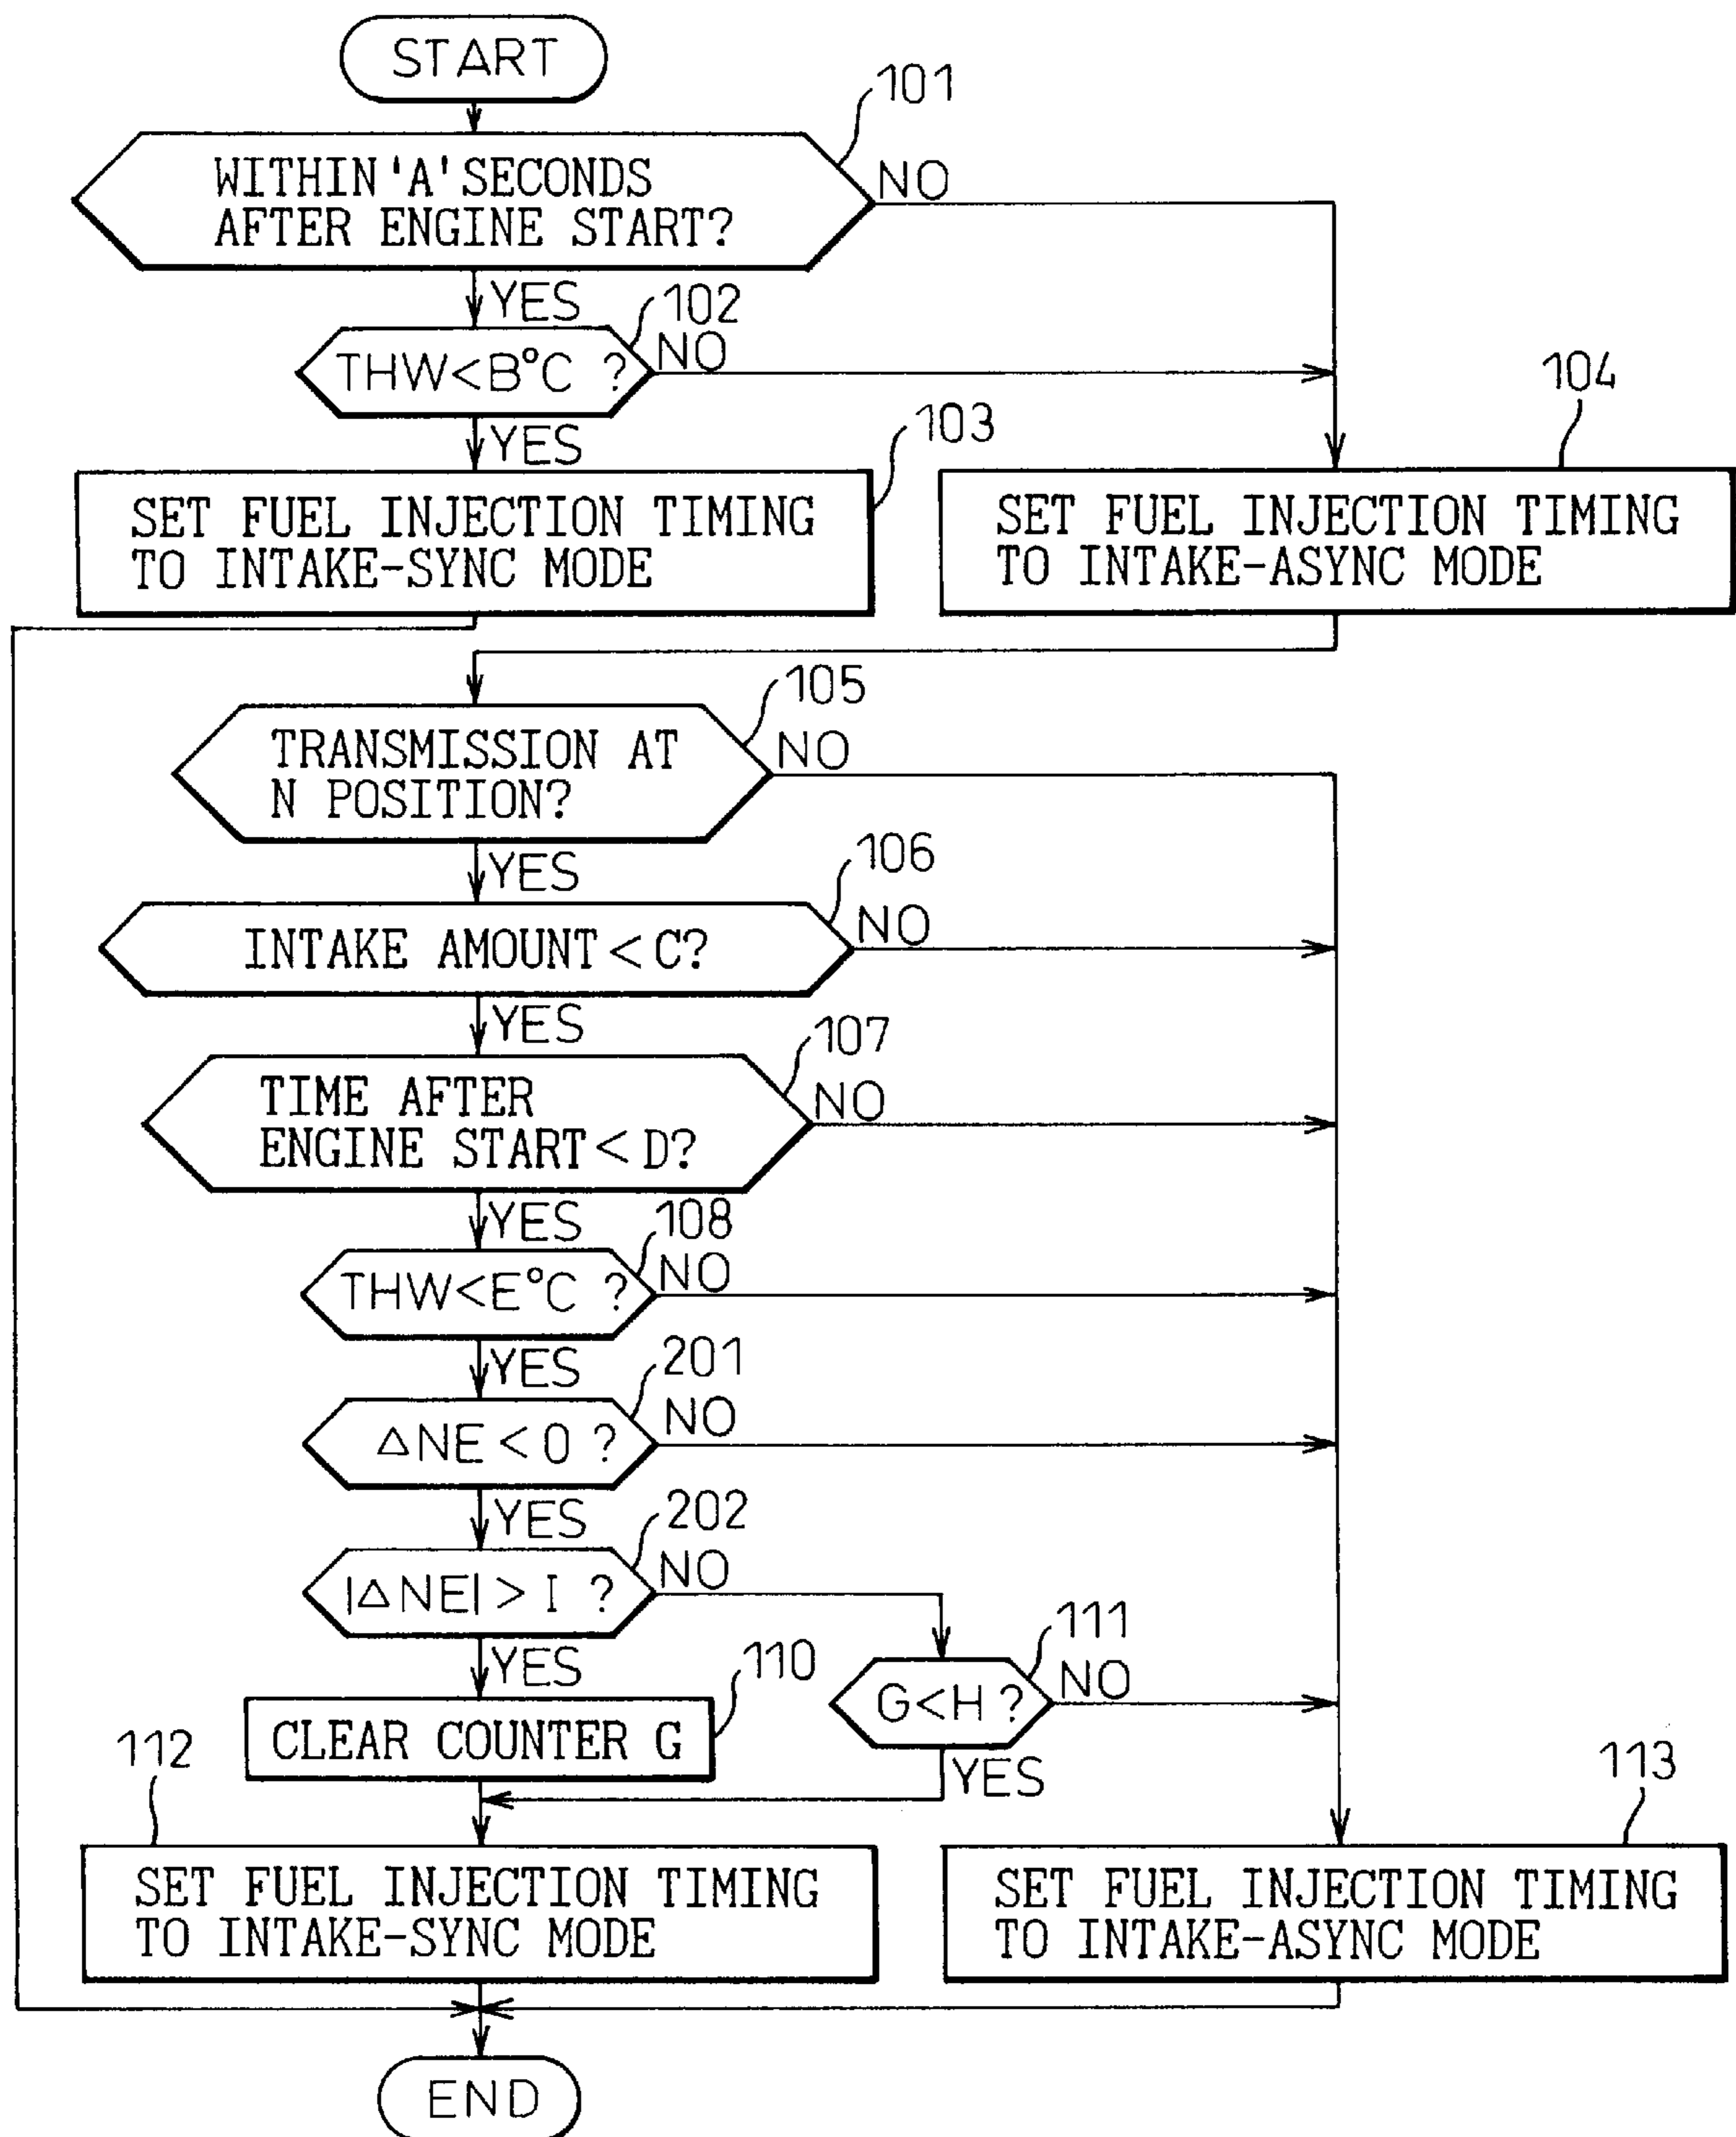 START
101
WITHIN 'A' SECONDS
AFTER ENGINE START?
NO
YES
102
THW<B°C ?
NO
YES
103
SET FUEL INJECTION TIMING
TO INTAKE-SYNC MODE
104
SET FUEL INJECTION TIMING
TO INTAKE-ASYNC MODE
105
TRANSMISSION AT
N POSITION?
NO
YES
106
INTAKE AMOUNT < C?
NO
YES
107
TIME AFTER
ENGINE START < D?
NO
YES
108
THW<E°C ?
NO
YES
201
△NE < 0 ?
NO
YES
202
|△NE| > I ?
NO
YES
110
CLEAR COUNTER G
111
G<H ?
NO
YES
112
SET FUEL INJECTION TIMING
TO INTAKE-SYNC MODE
113
SET FUEL INJECTION TIMING
TO INTAKE-ASYNC MODE
END